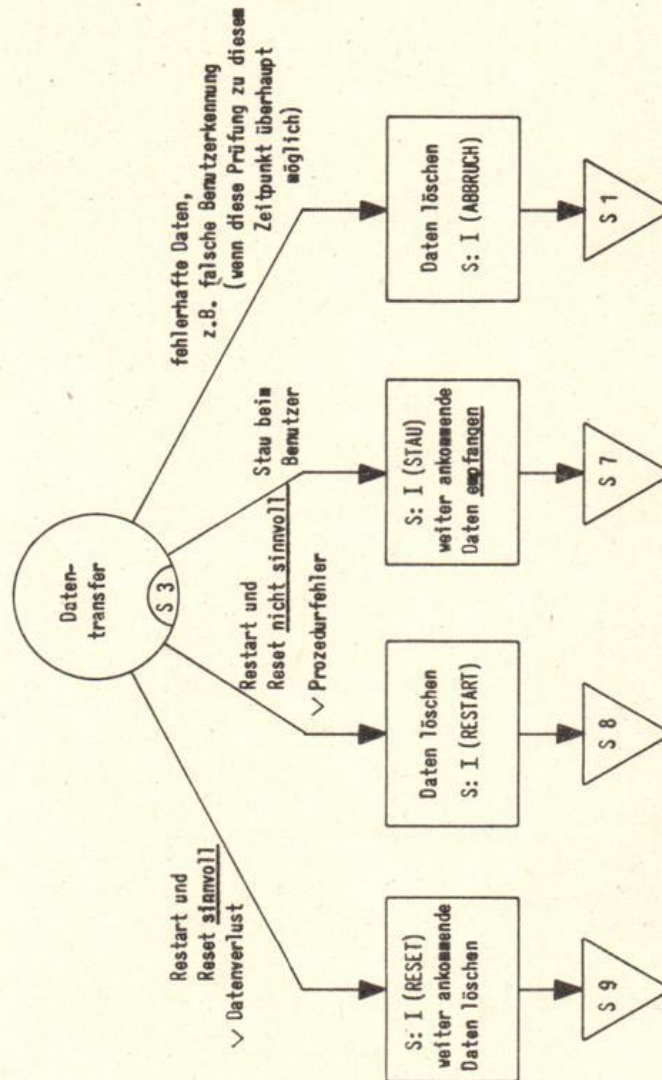 Daten-
transfer
S 3
Restart und
Reset sinnvoll
∨ Datenverlust
Restart und
Reset nicht sinnvoll
∨ Prozedurfehler
Stau beim
Benutzer
fehlerhafte Daten,
z.B. falsche Benutzerkennung
(wenn diese Prüfung zu diesem
Zeitpunkt überhaupt
möglich)
S: I (RESET)
weiter ankommende
Daten löschen
Daten löschen
S: I (RESTART)
S: I (STAU)
weiter ankommende
Daten empfangen
Daten löschen
S: I (ABBRUCH)
S 9
S 8
S 7
S 1